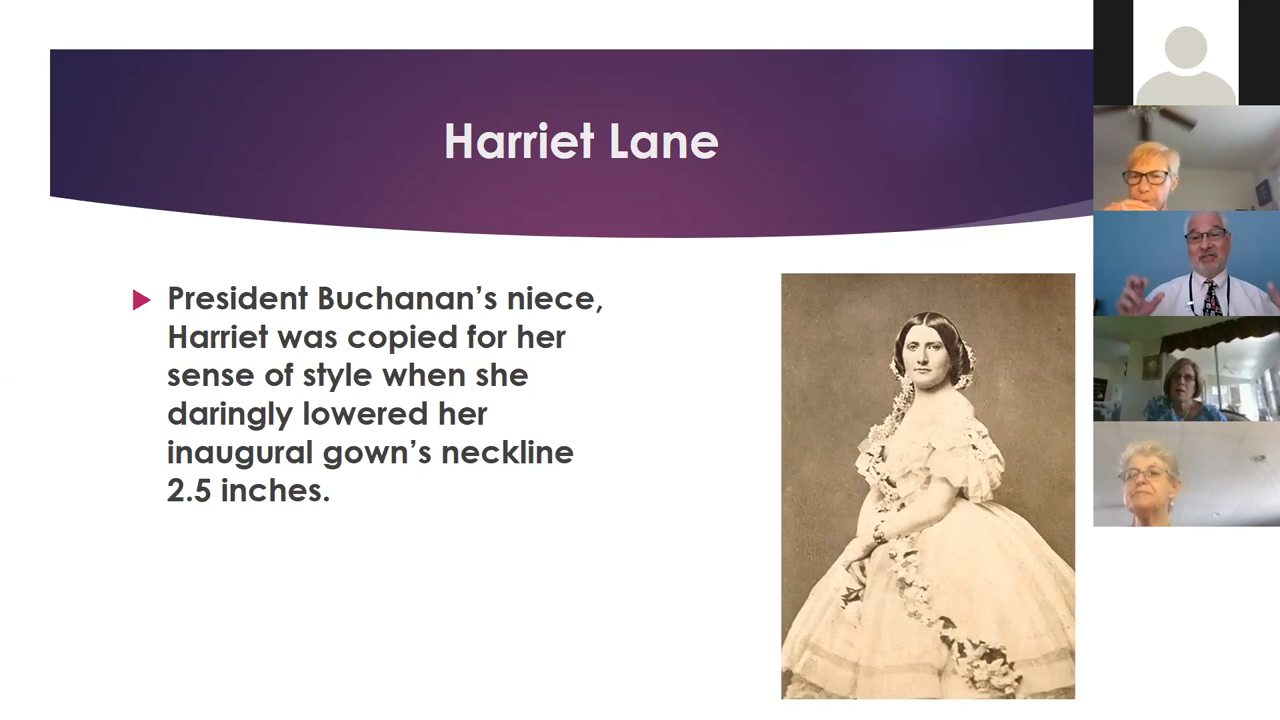 Harriet Lane
President Buchanan’s niece,
Harriet was copied for her
sense of style when she
daringly lowered her
inaugural gown’s neckline
2.5 inches.